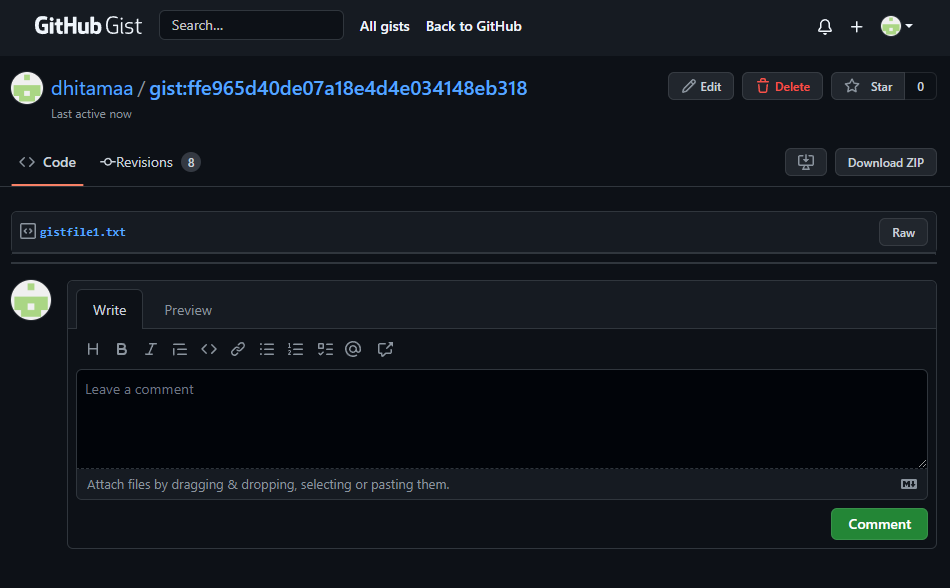 GitHub Gist Search... All gists Back to GitHub
dhitamaa / gist:ffe965d40de07a18e4d4e034148eb318 Edit Delete Star 0
Last active now
Code Revisions 8 Download ZIP
gistfile1.txt Raw
Write Preview
Leave a comment
Attach files by dragging & dropping, selecting or pasting them.
Comment